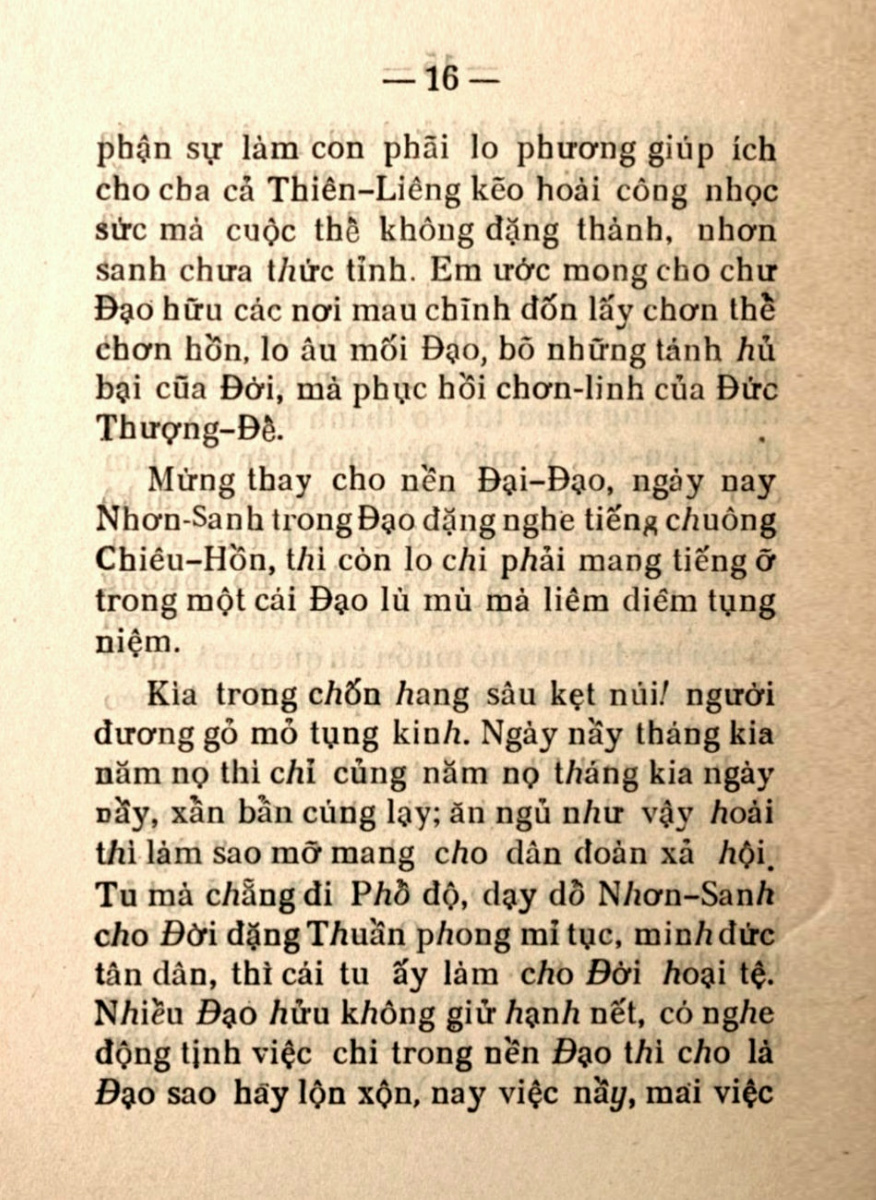 — 16 —
phận sự làm con phãi lo phương giúp ích
cho cha cả Thiên-Liêng kẽo hoài công nhọc
sức mà cuộc thế không đặng thành, nhơn
sanh chưa thức tỉnh. Em ước mong cho chư
Đạo hữu các nơi mau chĩnh đốn lấy chơn thề
chơn hồn, lo âu mối Đạo, bõ những tánh hủ
bại cũa Đời, mà phục hồi chơn-linh của Đức
Thượng-Đế.
Mừng thay cho nền Đại-Đạo, ngày nay
Nhơn-Sanh trong Đạo đặng nghe tiếng chuông
Chiêu-Hồn, thì còn lo chi phải mang tiếng ỡ
trong một cái Đạo lù mù mà liêm diếm tụng
niệm.
Kìa trong chốn hang sâu kẹt núi! người
đương gỏ mỏ tụng kinh. Ngày nầy tháng kia
năm nọ thì chỉ củng năm nọ tháng kia ngày
nầy, xần bần cúng lạy; ăn ngủ như vậy hoài
thì làm sao mỡ mang cho dân đoàn xả hội.
Tu mà chẳng đi Phổ độ, dạy dỗ Nhơn-Sanh
cho Đời đặng Thuần phong mỉ tục, minh đức
tân dân, thì cái tu ấy làm cho Đời hoại tệ.
Nhiều Đạo hửu không giử hạnh nết, có nghe
động tịnh việc chi trong nền Đạo thì cho là
Đạo sao hay lộn xộn, nay việc nầy, mai việc